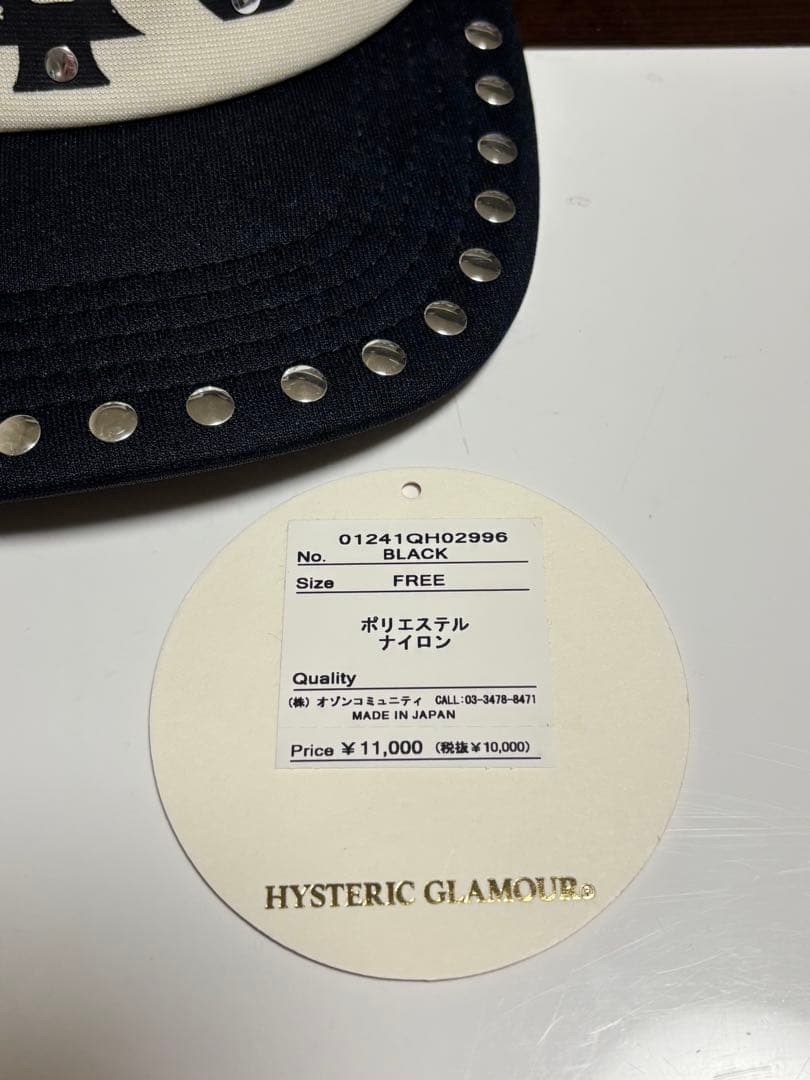 01241QH02996
No. BLACK
Size FREE
ポリエステル
ナイロン
Quality
(株) オゾンコミュニティ CALL:03-3478-8471
MADE IN JAPAN
Price ¥11,000 (税抜¥10,000)
HYSTERIC GLAMOUR®